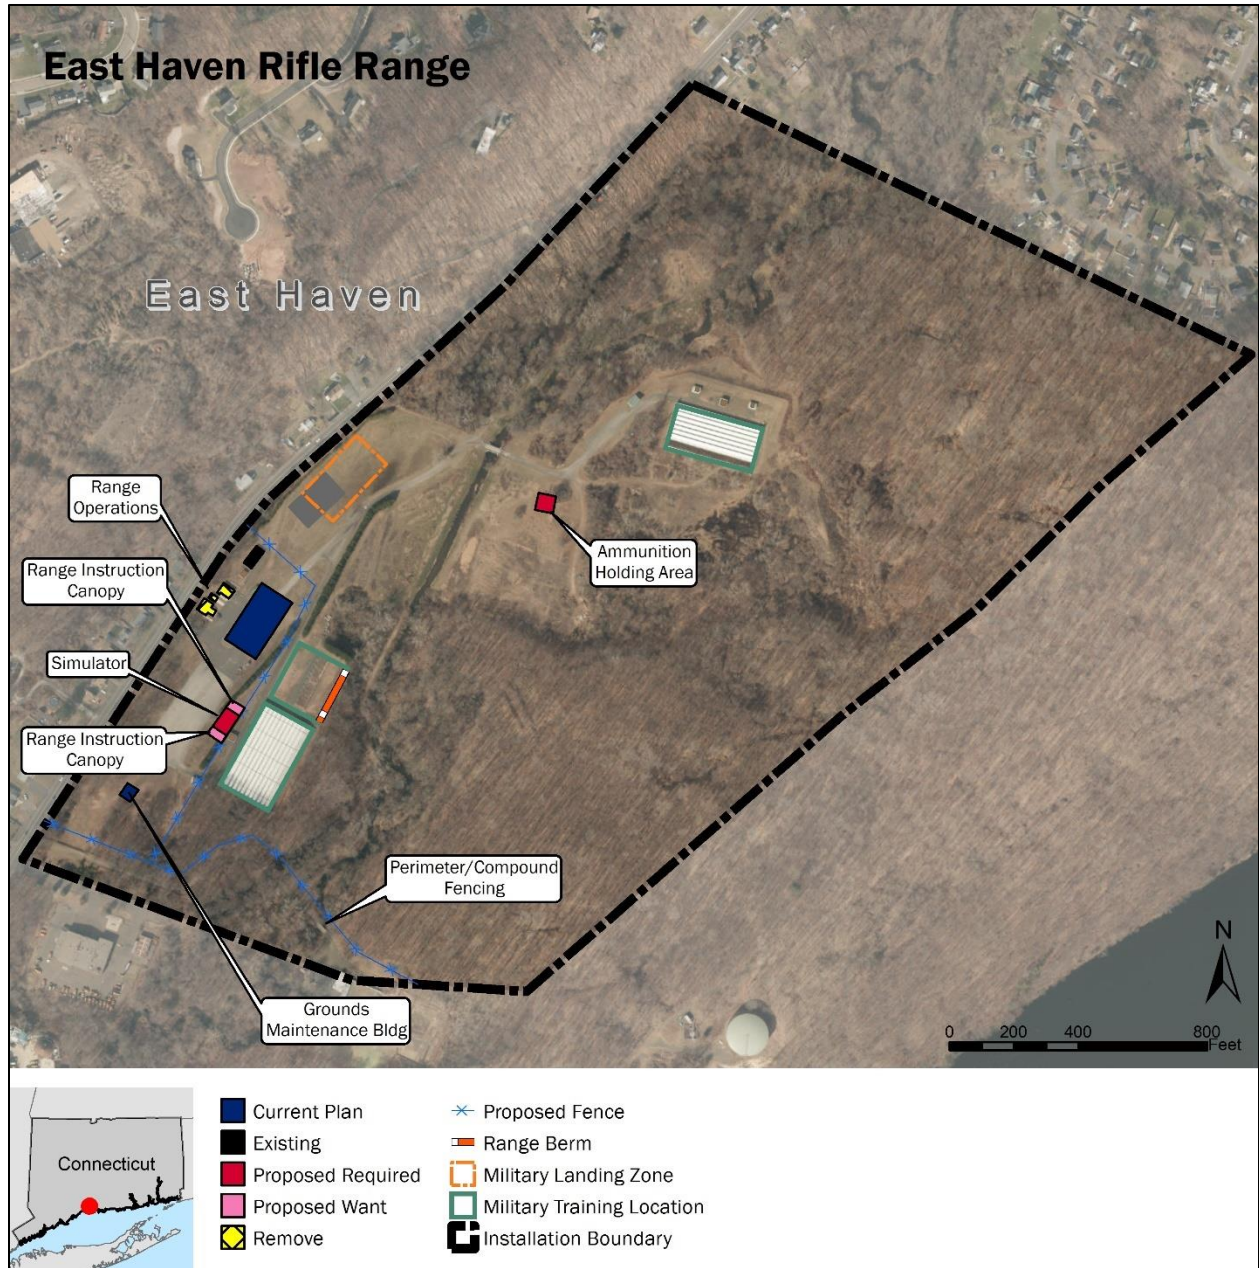 East Haven Rifle Range
East Haven
Range
Operations
Range Instruction
Canopy
Simulator
Range Instruction
Canopy
Ammunition
Holding Area
Perimeter/Compound
Fencing
Grounds
Maintenance Bldg
N
0 200 400 800
Feet
Connecticut
Current Plan
Existing
Proposed Required
Proposed Want
Remove
Proposed Fence
Range Berm
Military Landing Zone
Military Training Location
Installation Boundary